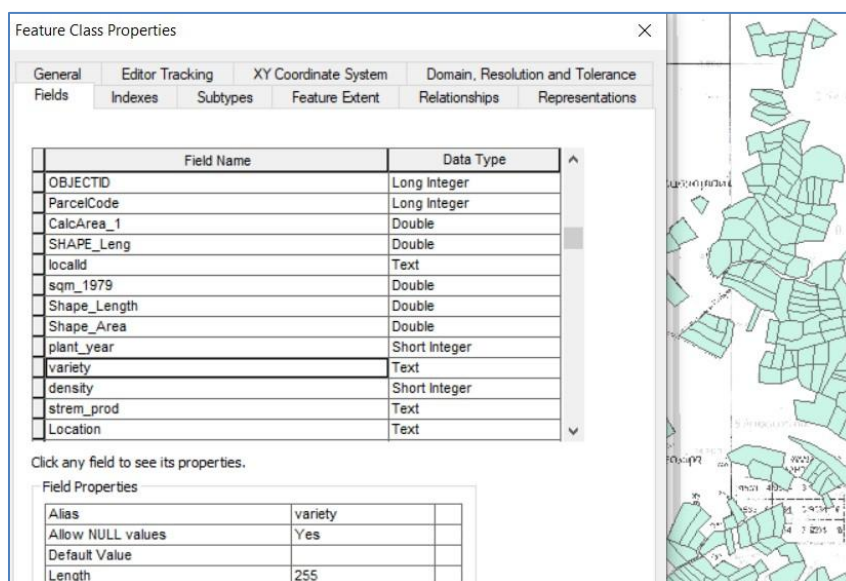 Feature Class Properties
General Editor Tracking XY Coordinate System Domain, Resolution and Tolerance
Fields Indexes Subtypes Feature Extent Relationships Representations
Field Name Data Type
OBJECTID Long Integer
ParcelCode Long Integer
CalcArea_1 Double
SHAPE_Leng Double
localId Text
sqm_1979 Double
Shape_Length Double
Shape_Area Double
plant_year Short Integer
variety Text
density Short Integer
strem_prod Text
Location Text
Click any field to see its properties.
Field Properties
Alias variety
Allow NULL values Yes
Default Value
Length 255